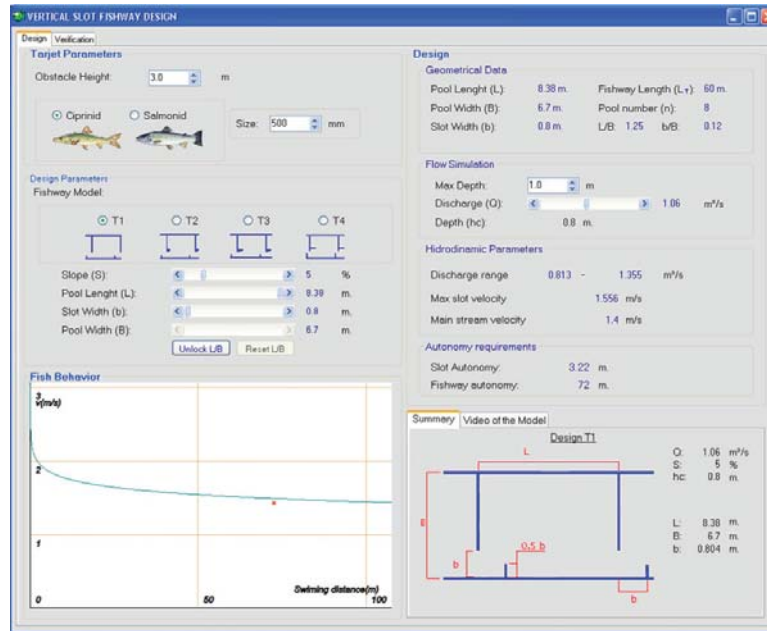 VERTICAL SLOT FISHWAY DESIGN
Design Verification
Tarjet Parameters
Obstacle Height: 3.0 m
Ciprinid Salmonid
Size: 500 mm
Design Parameters
Fishway Model:
T1 T2 T3 T4
Slope (S): 5 %
Pool Lenght (L): 8.38 m.
Slot Width (b): 0.8 m.
Pool Width (B): 6.7 m.
Unlock L/B Reset L/B
Fish Behavior
3
v(m/s)
2
1
Swiming distance(m)
0 50 100
Design
Geometrical Data
Pool Lenght (L): 8.38 m. Fishway Length (LT): 60 m.
Pool Width (B): 6.7 m. Pool number (n): 8
Slot Width (b): 0.8 m. L/B: 1.25 b/B: 0.12
Flow Simulation
Max Depth: 1.0 m
Discharge (Q): 1.06 m³/s
Depth (hc): 0.8 m.
Hidrodinamic Parameters
Discharge range 0.813 - 1.355 m³/s
Max slot velocity 1.556 m/s
Main stream velocity 1.4 m/s
Autonomy requirements
Slot Autonomy: 3.22 m.
Fishway autonomy: 72 m.
Summery Video of the Model
Design T1
L
B
b
0.5 b
b
Q: 1.06 m³/s
S: 5 %
hc: 0.8 m.
L: 8.38 m.
B: 6.7 m.
b: 0.804 m.